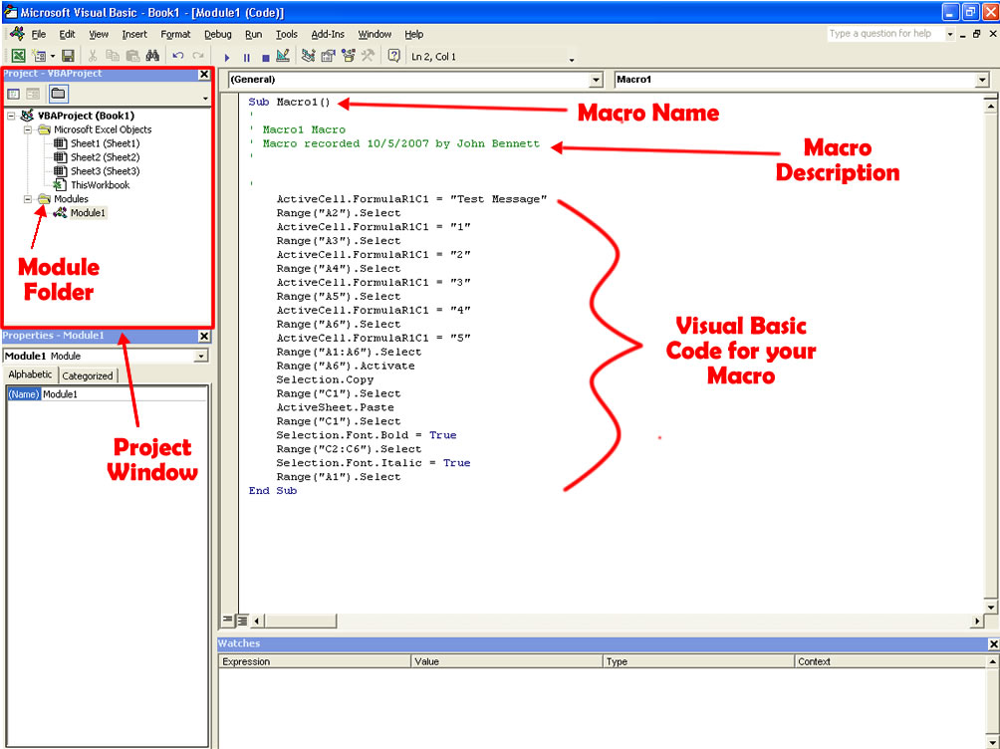 Microsoft Visual Basic - Book1 - [Module1 (Code)]
File Edit View Insert Format Debug Run Tools Add-Ins Window Help
Type a question for help
Ln 2, Col 1
Project - VBAProject
VBAProject (Book1)
Microsoft Excel Objects
Sheet1 (Sheet1)
Sheet2 (Sheet2)
Sheet3 (Sheet3)
ThisWorkbook
Modules
Module1
Module
Folder
Properties - Module1
Module1 Module
Alphabetic Categorized
(Name) Module1
Project
Window
(General) Macro1
Sub Macro1()
'
' Macro1 Macro
' Macro recorded 10/5/2007 by John Bennett
'
'
ActiveCell.FormulaR1C1 = "Test Message"
Range("A2").Select
ActiveCell.FormulaR1C1 = "1"
Range("A3").Select
ActiveCell.FormulaR1C1 = "2"
Range("A4").Select
ActiveCell.FormulaR1C1 = "3"
Range("A5").Select
ActiveCell.FormulaR1C1 = "4"
Range("A6").Select
ActiveCell.FormulaR1C1 = "5"
Range("A1:A6").Select
Range("A6").Activate
Selection.Copy
Range("C1").Select
ActiveSheet.Paste
Range("C1").Select
Selection.Font.Bold = True
Range("C2:C6").Select
Selection.Font.Italic = True
Range("A1").Select
End Sub
Macro Name
Macro
Description
Visual Basic
Code for your
Macro
Watches
Expression Value Type Context